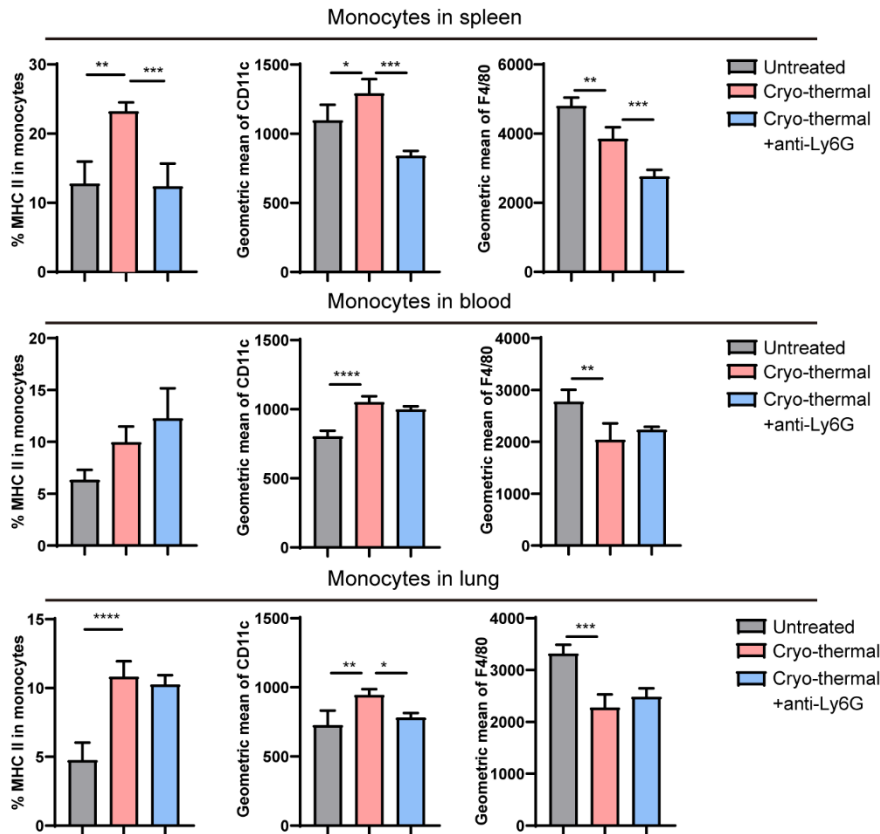 Monocytes in spleen
% MHC II in monocytes
30
20
10
0
**
***
Geometric mean of CD11c
1500
1000
500
0
*
***
Geometric mean of F4/80
6000
4000
2000
0
**
***
Untreated
Cryo-thermal
Cryo-thermal
+anti-Ly6G
Monocytes in blood
% MHC II in monocytes
20
15
10
5
0
Geometric mean of CD11c
1500
1000
500
0
****
Geometric mean of F4/80
4000
3000
2000
1000
0
**
Untreated
Cryo-thermal
Cryo-thermal
+anti-Ly6G
Monocytes in lung
% MHC II in monocytes
15
10
5
0
****
Geometric mean of CD11c
1500
1000
500
0
**
*
Geometric mean of F4/80
4000
3000
2000
1000
0
***
Untreated
Cryo-thermal
Cryo-thermal
+anti-Ly6G